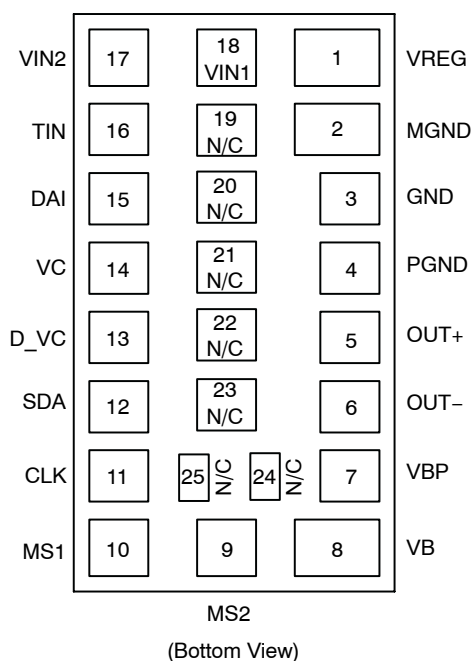 VIN2 17 18 1 VREG
VIN1
TIN 16 19 2 MGND
N/C
DAI 15 20 3 GND
N/C
VC 14 21 4 PGND
N/C
D_VC 13 22 5 OUT+
N/C
SDA 12 23 6 OUT−
N/C
CLK 11 25 N/C 24 N/C 7 VBP
MS1 10 9 8 VB
MS2
(Bottom View)